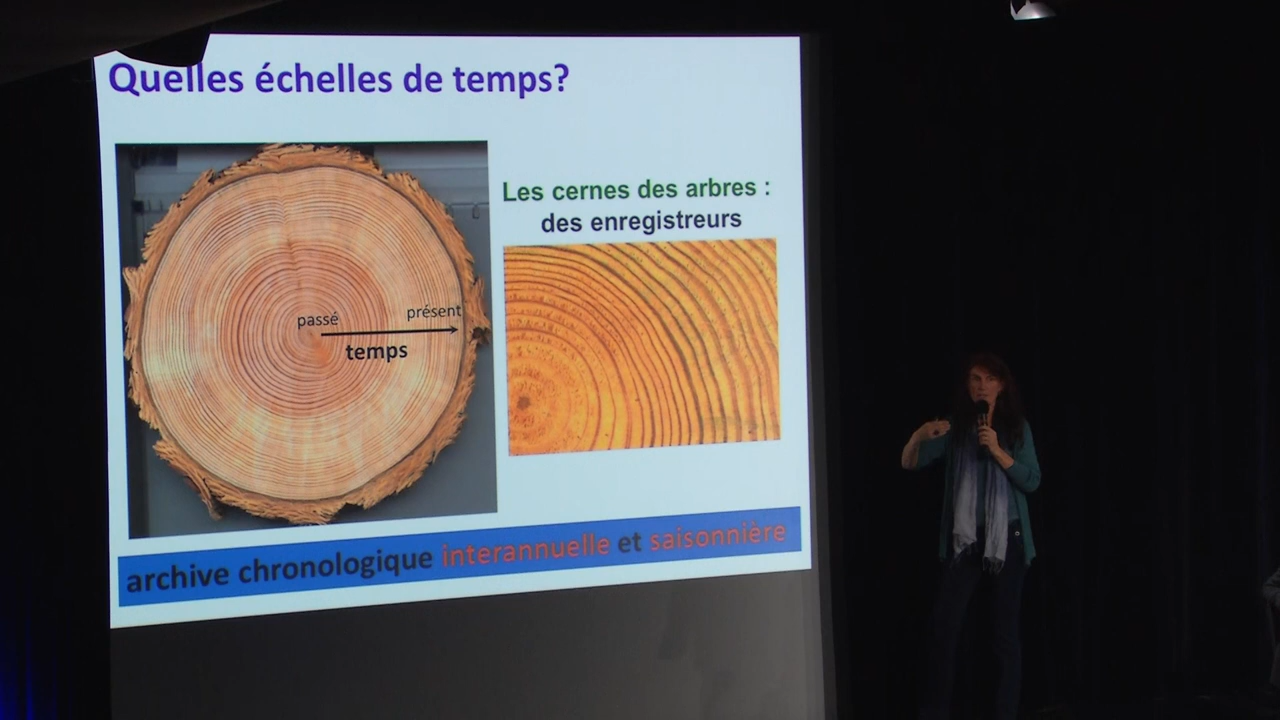 Quelles échelles de temps?
Les cernes des arbres :
des enregistreurs
passé
présent
temps
archive chronologique interannuelle et saisonnière